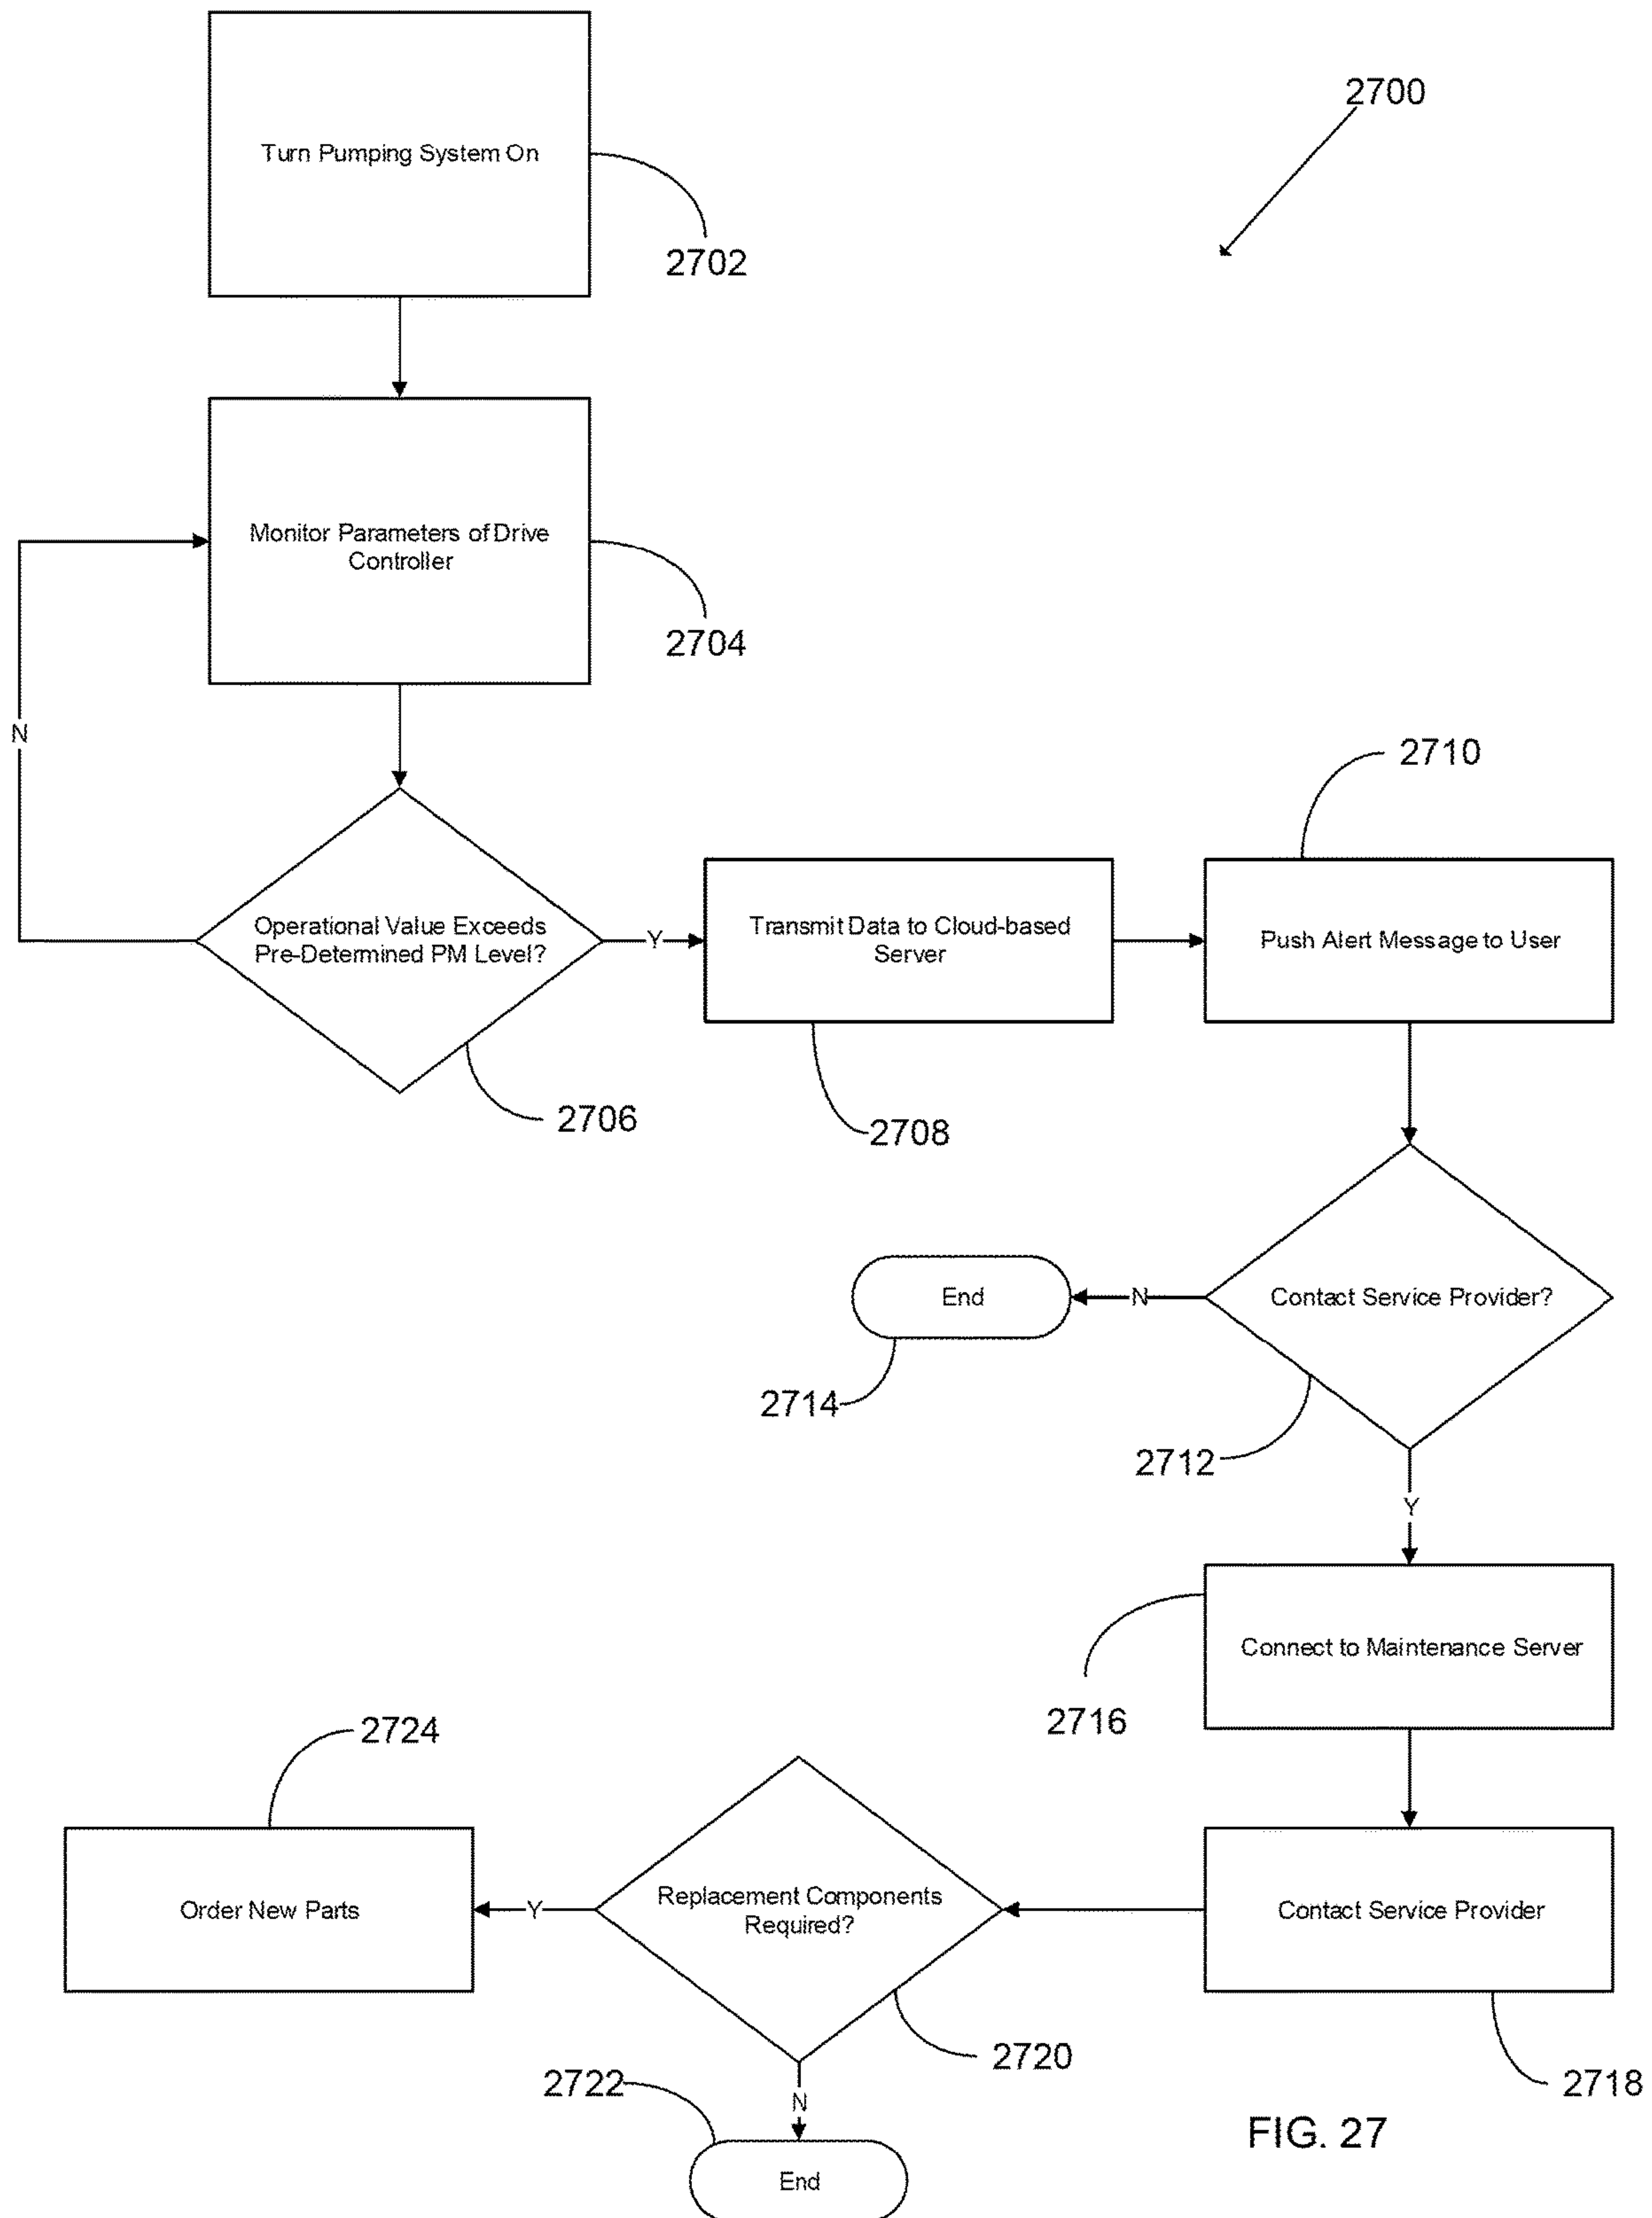 2700
Turn Pumping System On
2702
Monitor Parameters of Drive
Controller
2704
N
2710
Operational Value Exceeds
Pre-Determined PM Level?
Y
Transmit Data to Cloud-based
Server
Push Alert Message to User
2706
2708
End
N
Contact Service Provider?
2714
2712
Y
Connect to Maintenance Server
2716
2724
Order New Parts
Y
Replacement Components
Required?
Contact Service Provider
2720
2722
2718
N
FIG. 27
End